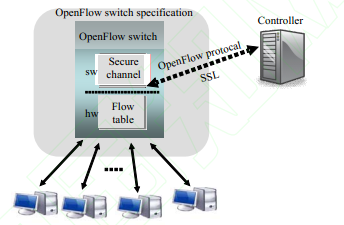 OpenFlow switch specification
Controller
OpenFlow switch
OpenFlow protocal
SSL
sw
Secure
channel
hw
Flow
table